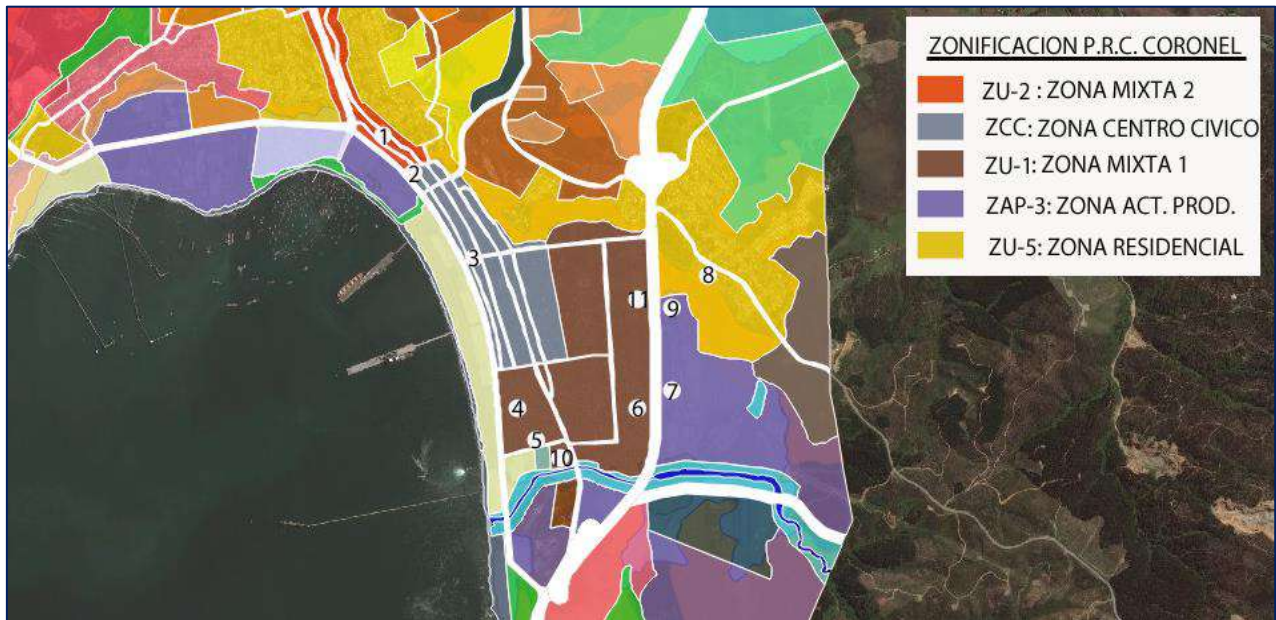 ZONIFICACION P.R.C. CORONEL
ZU-2 : ZONA MIXTA 2
ZCC: ZONA CENTRO CIVICO
ZU-1: ZONA MIXTA 1
ZAP-3: ZONA ACT. PROD.
ZU-5: ZONA RESIDENCIAL
1
2
3
8
11
9
7
4
6
5
10